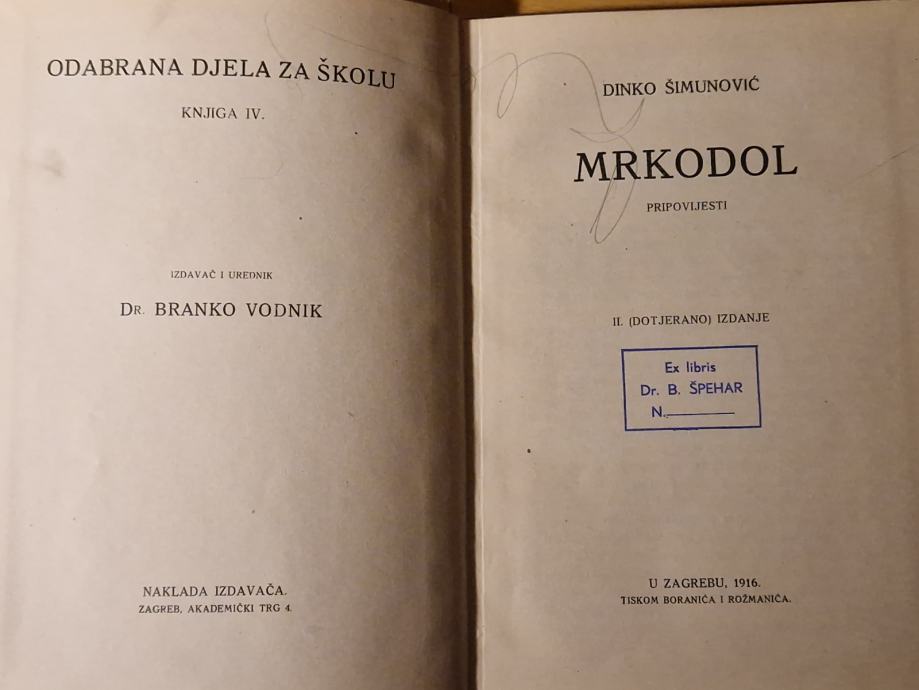 ODABRANA DJELA ZA ŠKOLU
KNJIGA IV.
IZDAVAČ I UREDNIK
DR. BRANKO VODNIK
NAKLADA IZDAVAČA.
ZAGREB, AKADEMIČKI TRG 4.
DINKO ŠIMUNOVIĆ
MRKODOL
PRIPOVIJESTI
II. (DOTJERANO) IZDANJE
Ex libris
Dr. B. ŠPEHAR
N.
U ZAGREBU, 1916.
TISKOM BORANIĆA I ROŽMANIĆA.